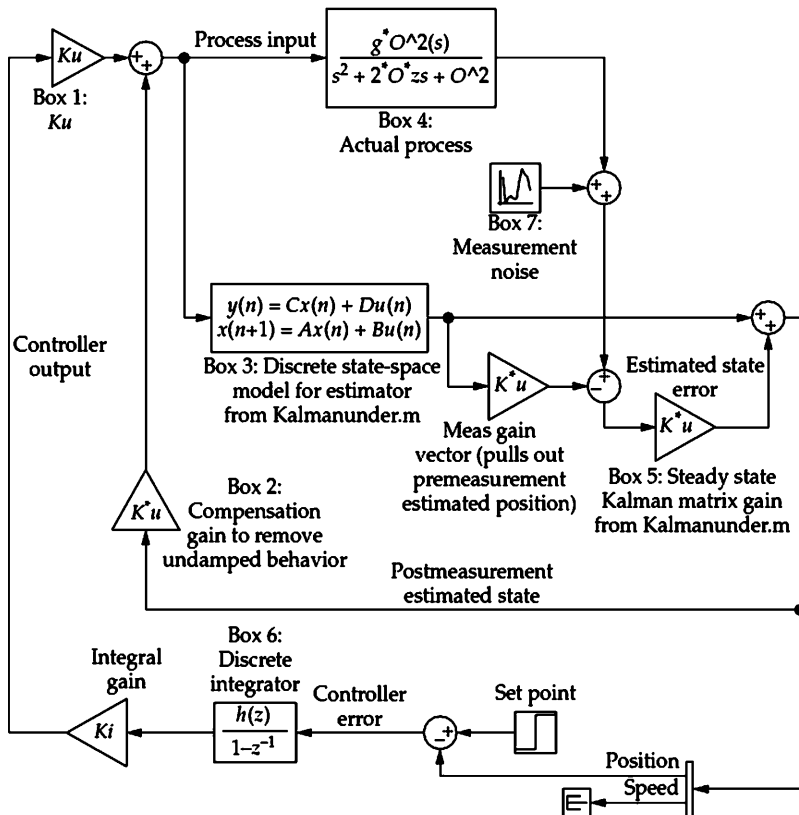 Ku
Box 1:
Ku
+
+
Process input
g*O^2(s)
s² + 2*O*zs + O^2
Box 4:
Actual process
+
+
Box 7:
Measurement
noise
Controller
output
y(n) = Cx(n) + Du(n)
x(n+1) = Ax(n) + Bu(n)
Box 3: Discrete state-space
model for estimator
from Kalmanunder.m
+
+
K*u
Meas gain
vector (pulls out
premeasurement
estimated position)
+
−
Estimated state
error
K*u
Box 5: Steady state
Kalman matrix gain
from Kalmanunder.m
K*u
Box 2:
Compensation
gain to remove
undamped behavior
Postmeasurement
estimated state
Integral
gain
Ki
Box 6:
Discrete
integrator
h(z)
1−z⁻¹
Controller
error
−
+
Set point
Position
Speed